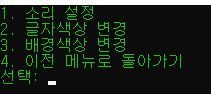 1. 소리 설정
2. 글자색상 변경
3. 배경색상 변경
4. 이전 메뉴로 돌아가기
선택: